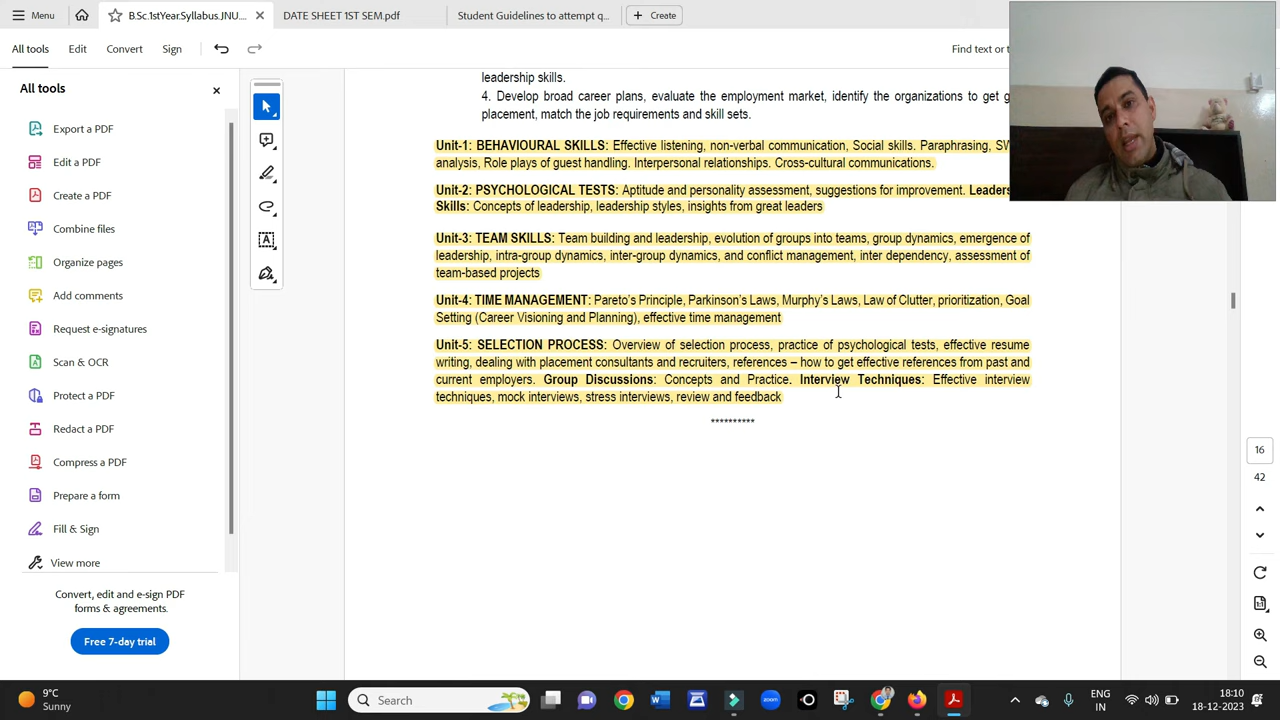 Menu
B.Sc.1stYear.Syllabus.JNU...
DATE SHEET 1ST SEM.pdf
Student Guidelines to attempt q...
Create
All tools
Edit
Convert
Sign
Find text or t
All tools
Export a PDF
Edit a PDF
Create a PDF
Combine files
Organize pages
Add comments
Request e-signatures
Scan & OCR
Protect a PDF
Redact a PDF
Compress a PDF
Prepare a form
Fill & Sign
View more
Convert, edit and e-sign PDF
forms & agreements.
Free 7-day trial
leadership skills.
4. Develop broad career plans, evaluate the employment market, identify the organizations to get g
placement, match the job requirements and skill sets.
Unit-1: BEHAVIOURAL SKILLS: Effective listening, non-verbal communication, Social skills. Paraphrasing, SW
analysis, Role plays of guest handling. Interpersonal relationships. Cross-cultural communications.
Unit-2: PSYCHOLOGICAL TESTS: Aptitude and personality assessment, suggestions for improvement. Leaders
Skills: Concepts of leadership, leadership styles, insights from great leaders
Unit-3: TEAM SKILLS: Team building and leadership, evolution of groups into teams, group dynamics, emergence of
leadership, intra-group dynamics, inter-group dynamics, and conflict management, inter dependency, assessment of
team-based projects
Unit-4: TIME MANAGEMENT: Pareto's Principle, Parkinson's Laws, Murphy's Laws, Law of Clutter, prioritization, Goal
Setting (Career Visioning and Planning), effective time management
Unit-5: SELECTION PROCESS: Overview of selection process, practice of psychological tests, effective resume
writing, dealing with placement consultants and recruiters, references – how to get effective references from past and
current employers. Group Discussions: Concepts and Practice. Interview Techniques: Effective interview
techniques, mock interviews, stress interviews, review and feedback
**********
16
42
9°C
Sunny
Search
ENG
IN
18:10
18-12-2023